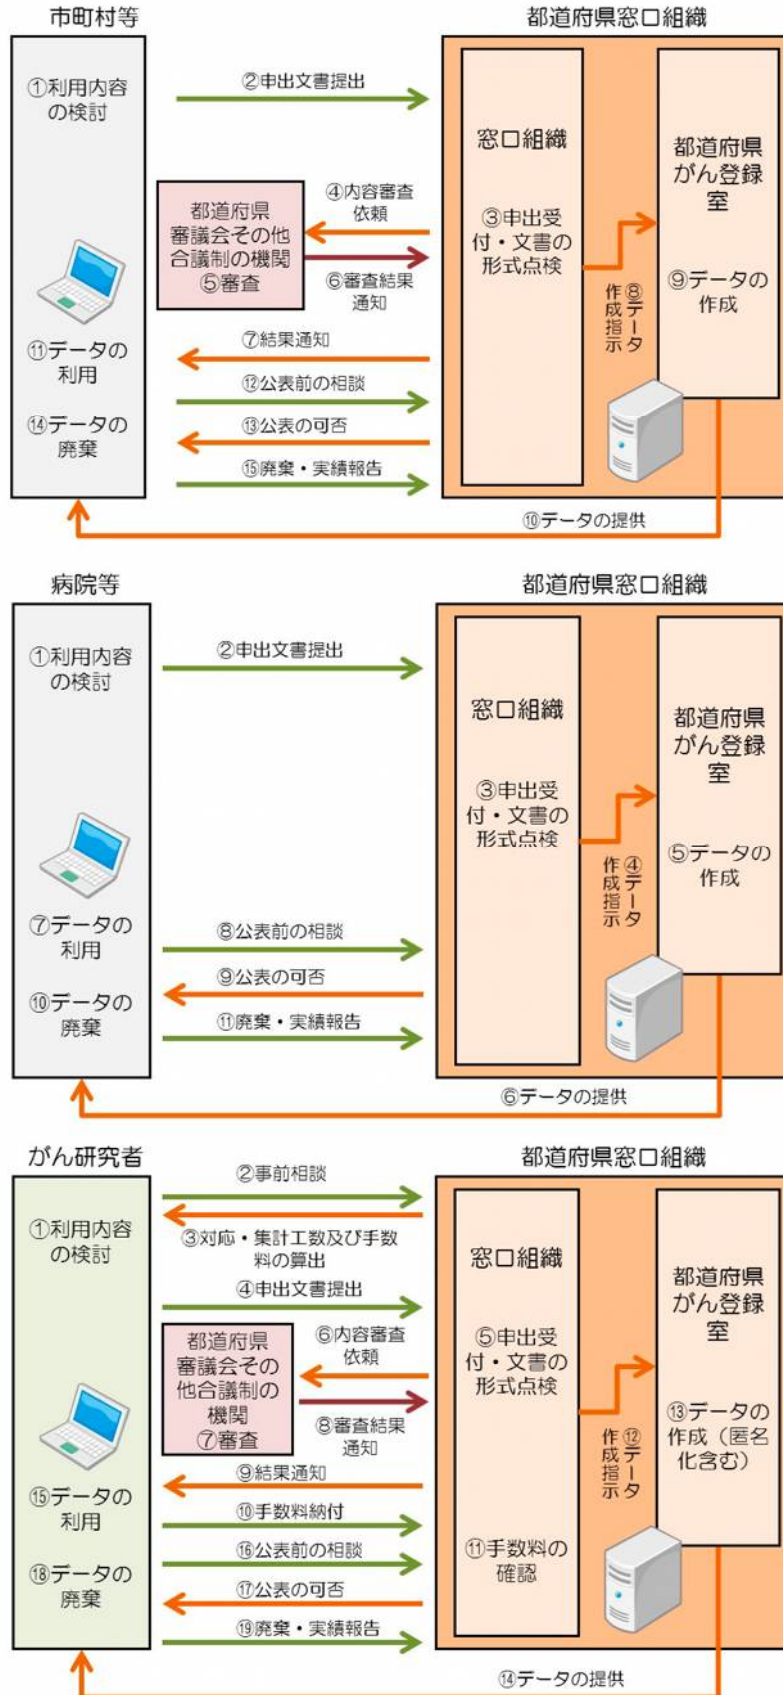 市町村等
都道府県窓口組織
①利用内容
の検討
②申出文書提出
窓口組織
都道府県
がん登録
室
都道府県
審議会その他
合議制の機関
⑤審査
④内容審査
依頼
③申出受
付・文書の
形式点検
⑥審査結果
通知
⑧データ
作成指示
⑨データの
作成
⑦結果通知
⑪データの
利用
⑫公表前の相談
⑬公表の可否
⑭データの
廃棄
⑮廃棄・実績報告
⑩データの提供
病院等
都道府県窓口組織
①利用内容
の検討
②申出文書提出
窓口組織
都道府県
がん登録
室
③申出受
付・文書の
形式点検
④データ
作成指示
⑤データの
作成
⑦データの
利用
⑧公表前の相談
⑨公表の可否
⑩データの
廃棄
⑪廃棄・実績報告
⑥データの提供
がん研究者
都道府県窓口組織
②事前相談
①利用内容
の検討
③対応・集計工数及び手数
料の算出
④申出文書提出
窓口組織
都道府県
がん登録
室
都道府県
審議会その
他合議制の
機関
⑦審査
⑥内容審査
依頼
⑤申出受
付・文書の
形式点検
⑧審査結果
通知
⑫データ
作成指示
⑬データの
作成（匿名
化含む）
⑨結果通知
⑮データの
利用
⑩手数料納付
⑯公表前の相談
⑪手数料の
確認
⑱データの
廃棄
⑰公表の可否
⑲廃棄・実績報告
⑭データの提供